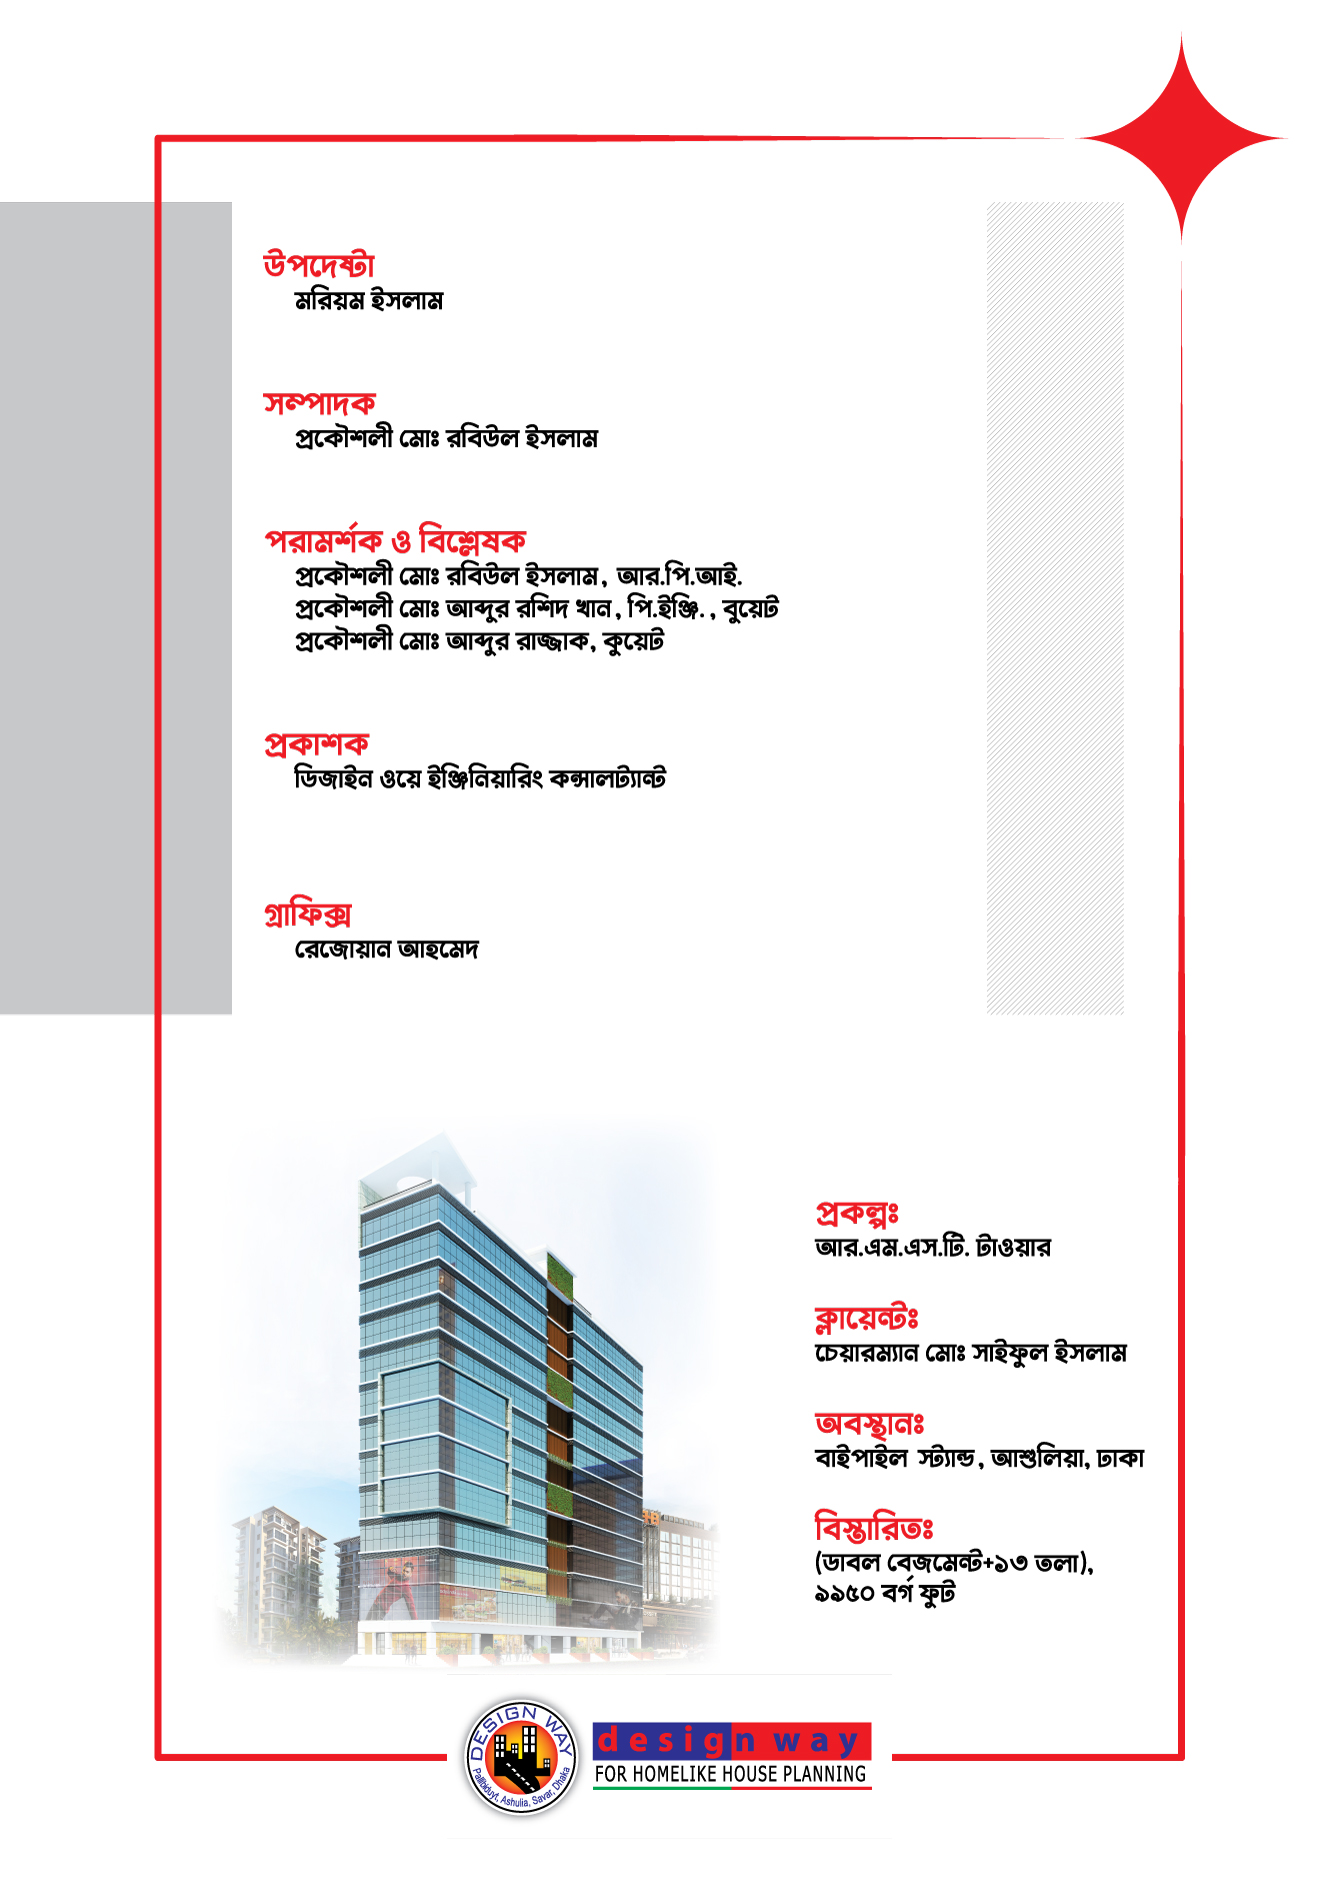 উপদেষ্টা
মরিয়ম ইসলাম
সম্পাদক
প্রকৌশলী মোঃ রবিউল ইসলাম
পরামর্শক ও বিশ্লেষক
প্রকৌশলী মোঃ রবিউল ইসলাম, আর.পি.আই.
প্রকৌশলী মোঃ আব্দুর রশিদ খান, পি.ইঞ্জি. , বুয়েট
প্রকৌশলী মোঃ আব্দুর রাজ্জাক, কুয়েট
প্রকাশক
ডিজাইন ওয়ে ইঞ্জিনিয়ারিং কন্সালট্যান্ট
গ্রাফিক্স
রেজোয়ান আহমেদ
প্রকল্পঃ
আর.এম.এস.টি. টাওয়ার
ক্লায়েন্টঃ
চেয়ারম্যান মোঃ সাইফুল ইসলাম
অবস্থানঃ
বাইপাইল স্ট্যান্ড, আশুলিয়া, ঢাকা
বিস্তারিতঃ
(ডাবল বেজমেন্ট+১৩ তলা),
৯৯৫০ বর্গ ফুট
DESIGN WAY
Pallibiduyt, Ashulia, Savar, Dhaka
design way
FOR HOMELIKE HOUSE PLANNING